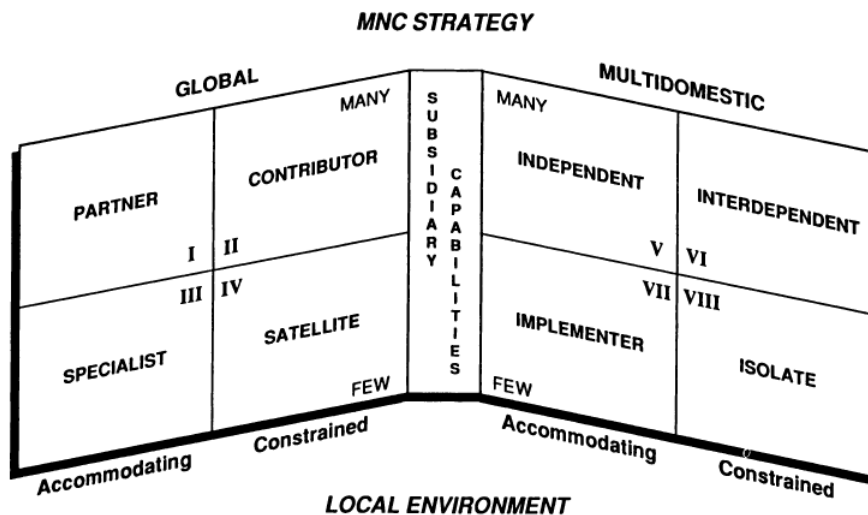 MNC STRATEGY
GLOBAL
MULTIDOMESTIC
MANY
SUBSIDIARY
CAPABILITIES
MANY
PARTNER
CONTRIBUTOR
INDEPENDENT
INTERDEPENDENT
I
II
V
VI
III
IV
VII
VIII
SPECIALIST
SATELLITE
IMPLEMENTER
ISOLATE
FEW
FEW
Accommodating
Constrained
Accommodating
Constrained
LOCAL ENVIRONMENT